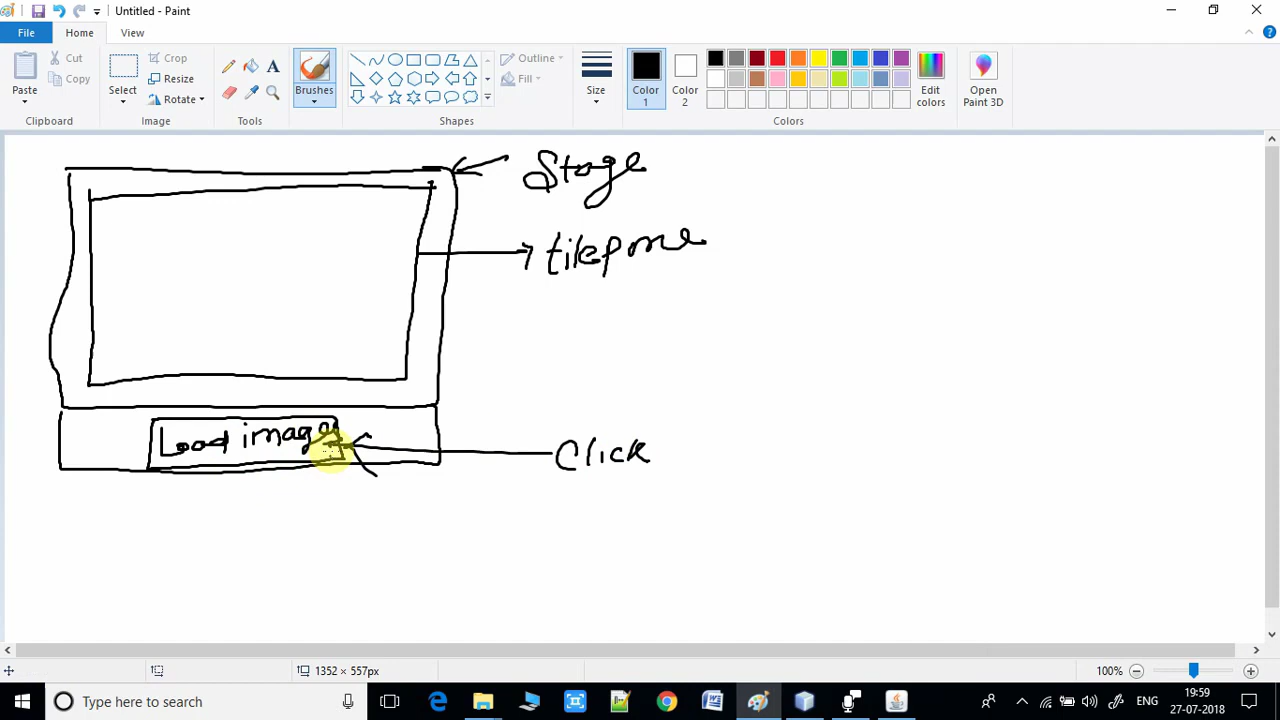 Untitled - Paint
File Home View
Paste
Cut
Copy
Clipboard
Select
Crop
Resize
Rotate
Image
Tools
Brushes
Shapes
Outline
Fill
Size
Color 1
Color 2
Edit colors
Colors
Open Paint 3D
Stage
tilepane
Load images
Click
1352 × 557px
100%
Type here to search
ENG
19:59
27-07-2018